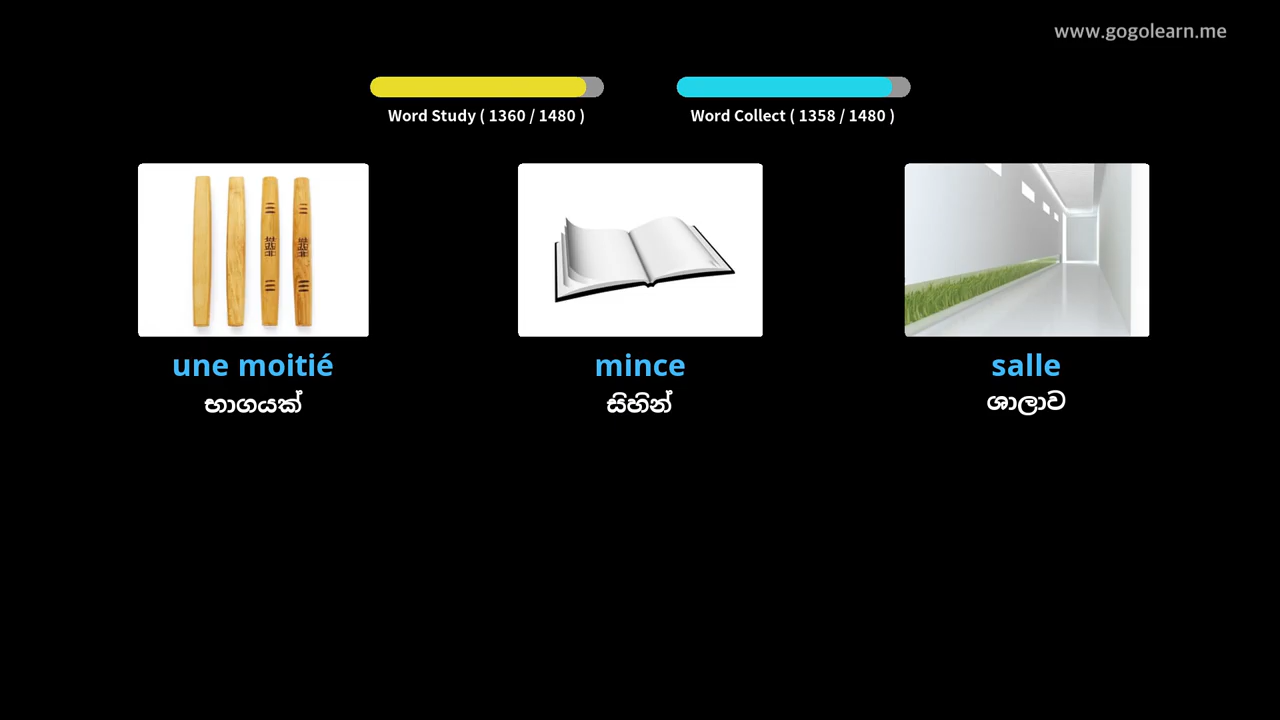 www.gogolearn.me
Word Study ( 1360 / 1480 )
Word Collect ( 1358 / 1480 )
une moitié
භාගයක්
mince
සිහින්
salle
ශාලාව